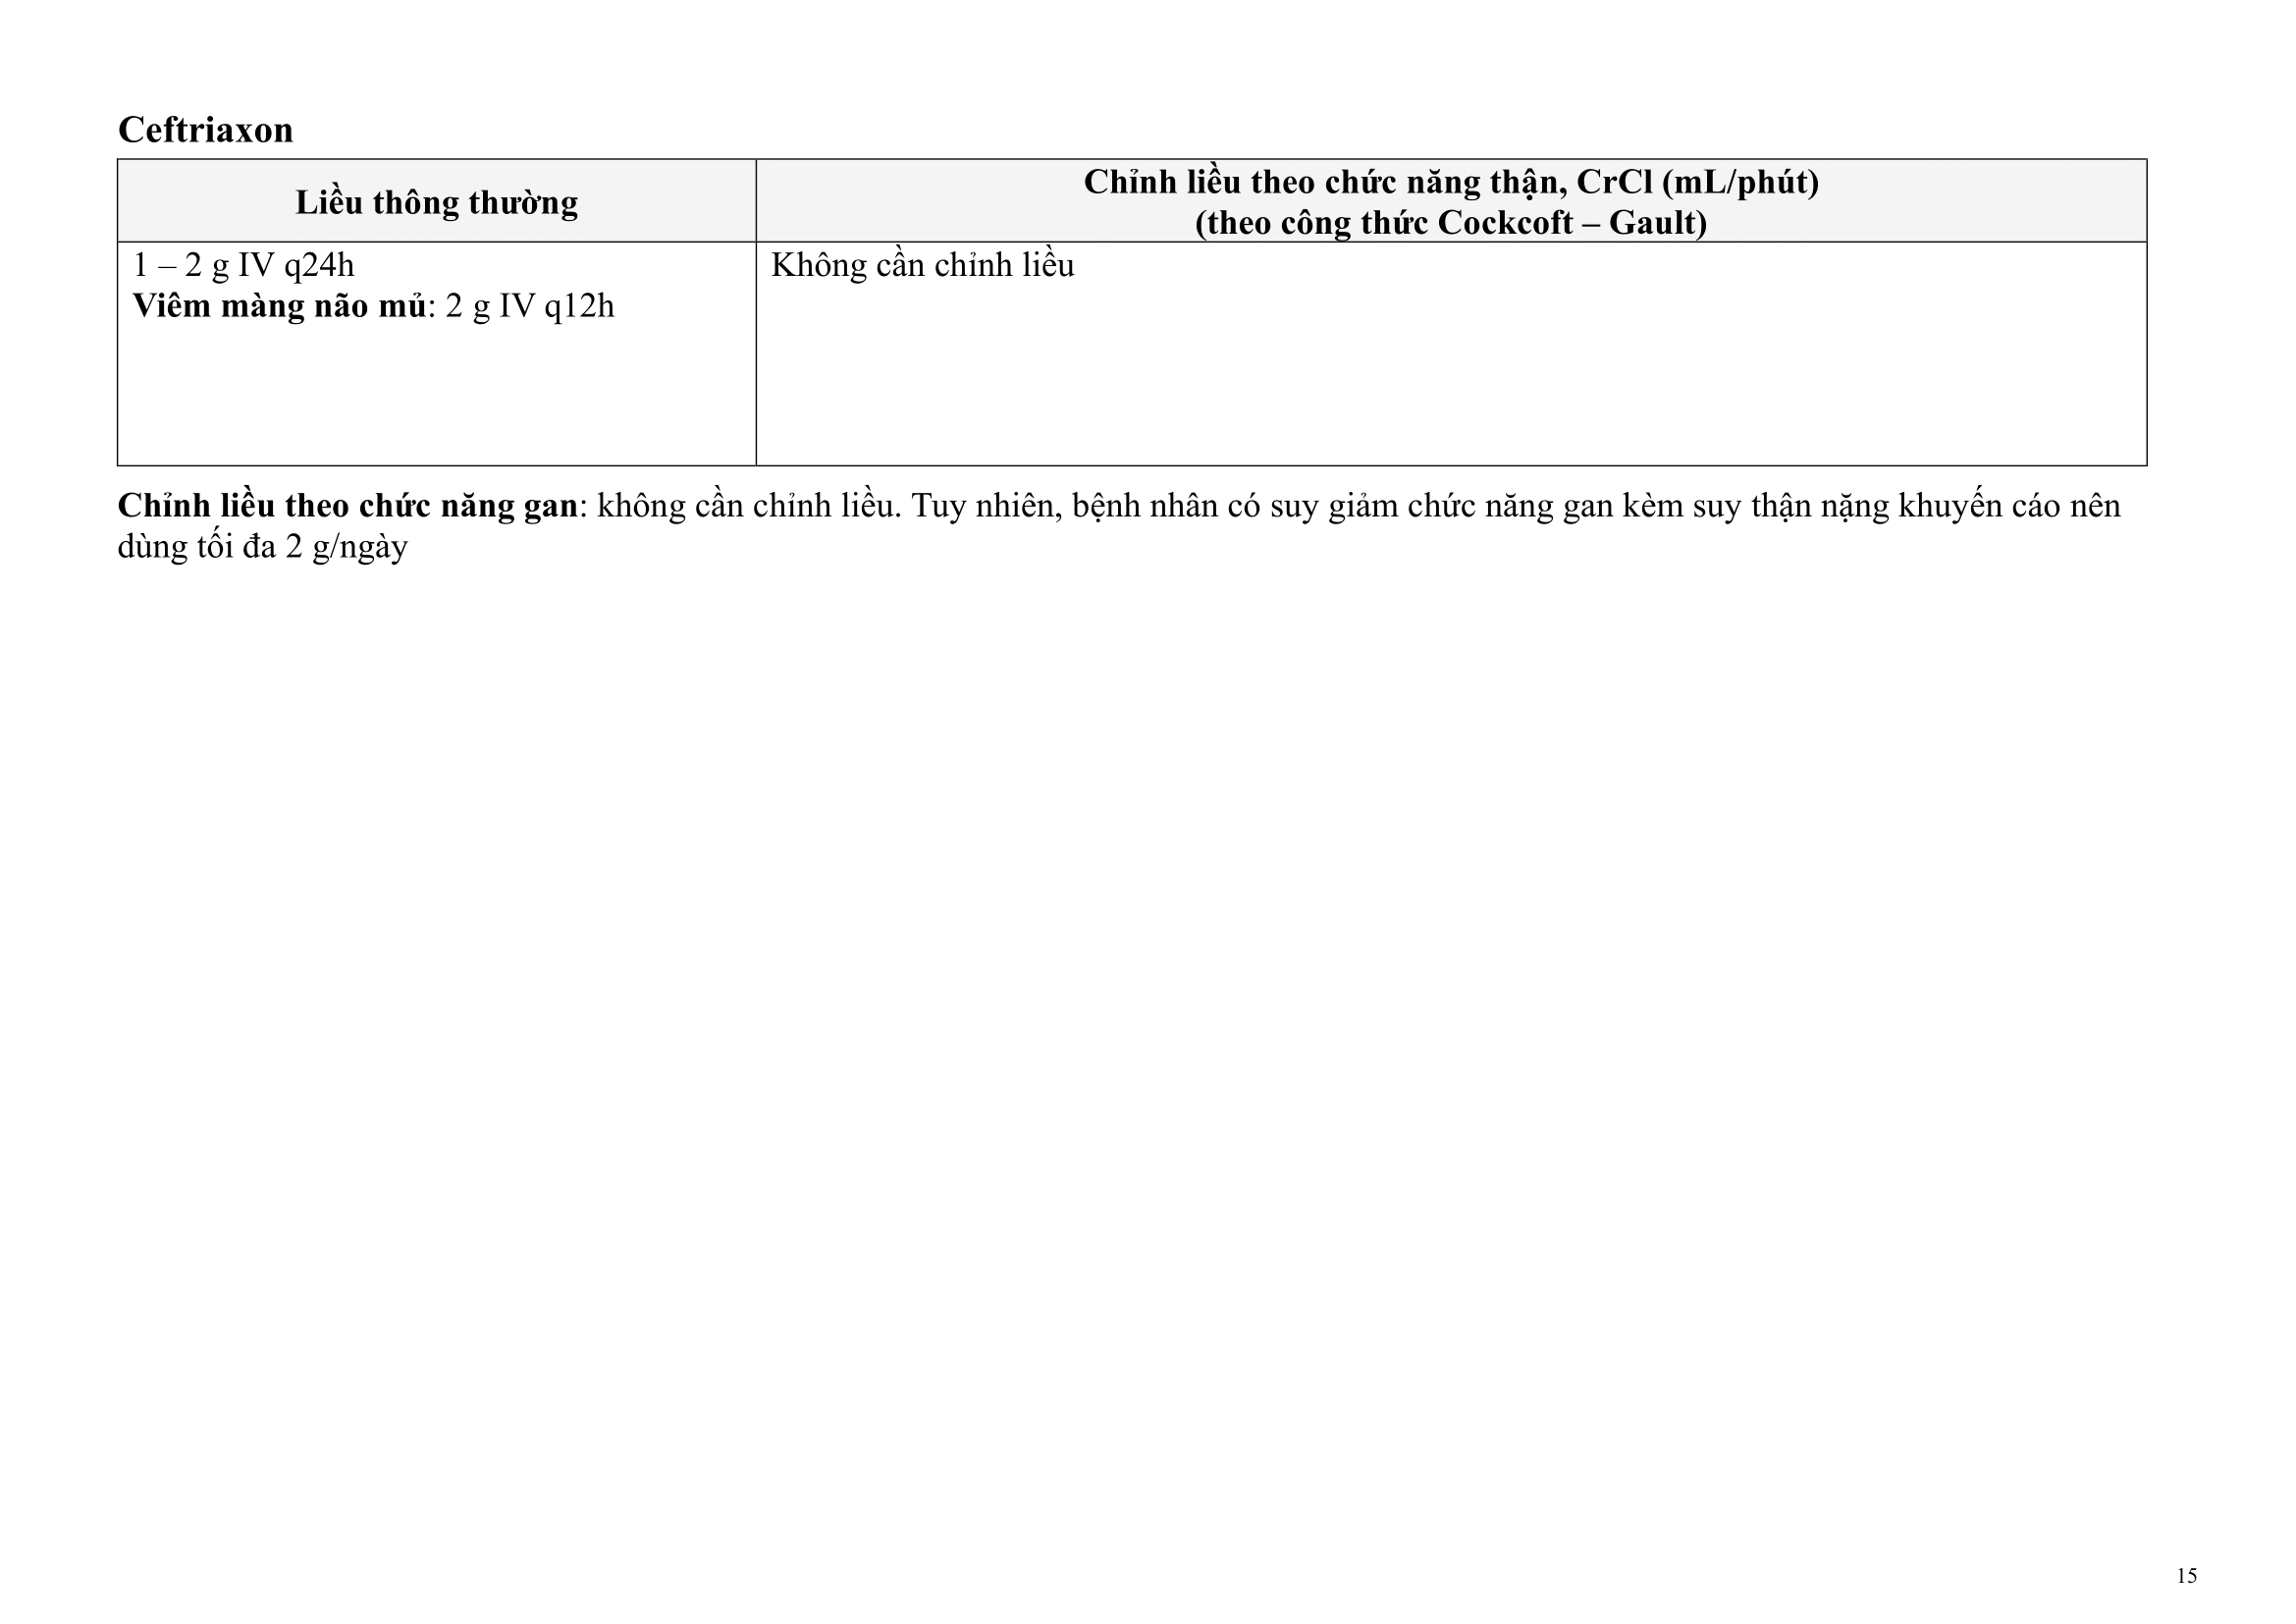 Ceftriaxon
Liều thông thường
Chỉnh liều theo chức năng thận, CrCl (mL/phút)
(theo công thức Cockcoft – Gault)
1 – 2 g IV q24h
Viêm màng não mủ: 2 g IV q12h
Không cần chỉnh liều
Chỉnh liều theo chức năng gan: không cần chỉnh liều. Tuy nhiên, bệnh nhân có suy giảm chức năng gan kèm suy thận nặng khuyến cáo nên
dùng tối đa 2 g/ngày
15